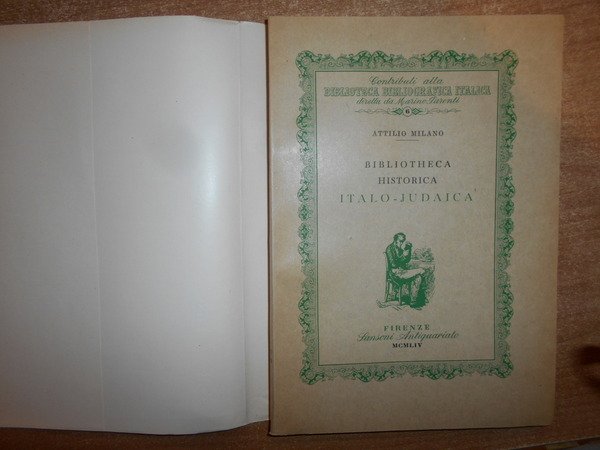 Contributi alla
BIBLIOTECA BIBLIOGRAFICA ITALICA
diretta da Marino Parenti
6
ATTILIO MILANO
BIBLIOTHECA
HISTORICA
ITALO-JUDAICA
FIRENZE
Sansoni Antiquariato
MCMLIV